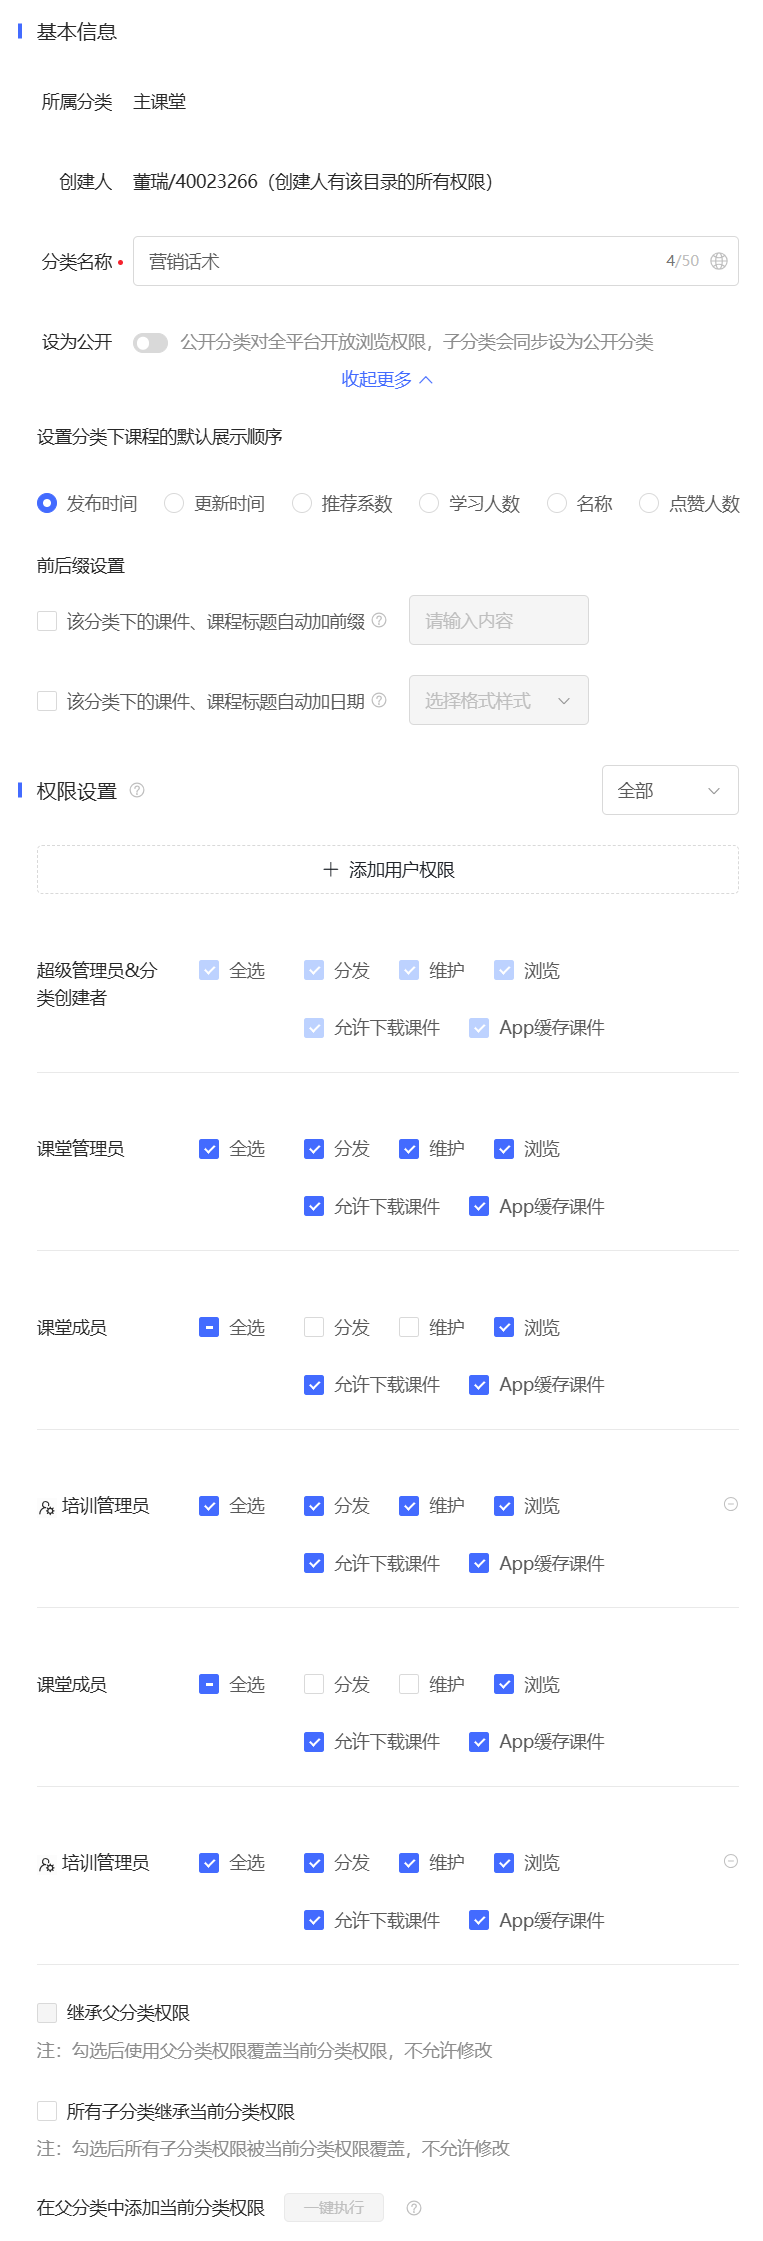 基本信息
所属分类 主课堂
创建人 董瑞/40023266（创建人有该目录的所有权限）
分类名称 营销话术 4/50
设为公开 公开分类对全平台开放浏览权限，子分类会同步设为公开分类
收起更多
设置分类下课程的默认展示顺序
发布时间 更新时间 推荐系数 学习人数 名称 点赞人数
前后缀设置
该分类下的课件、课程标题自动加前缀 请输入内容
该分类下的课件、课程标题自动加日期 选择格式样式
权限设置 全部
添加用户权限
超级管理员&分 全选 分发 维护 浏览
类创建者
允许下载课件 App缓存课件
课堂管理员 全选 分发 维护 浏览
允许下载课件 App缓存课件
课堂成员 全选 分发 维护 浏览
允许下载课件 App缓存课件
培训管理员 全选 分发 维护 浏览
允许下载课件 App缓存课件
课堂成员 全选 分发 维护 浏览
允许下载课件 App缓存课件
培训管理员 全选 分发 维护 浏览
允许下载课件 App缓存课件
继承父分类权限
注：勾选后使用父分类权限覆盖当前分类权限，不允许修改
所有子分类继承当前分类权限
注：勾选后所有子分类权限被当前分类权限覆盖，不允许修改
在父分类中添加当前分类权限 一键执行